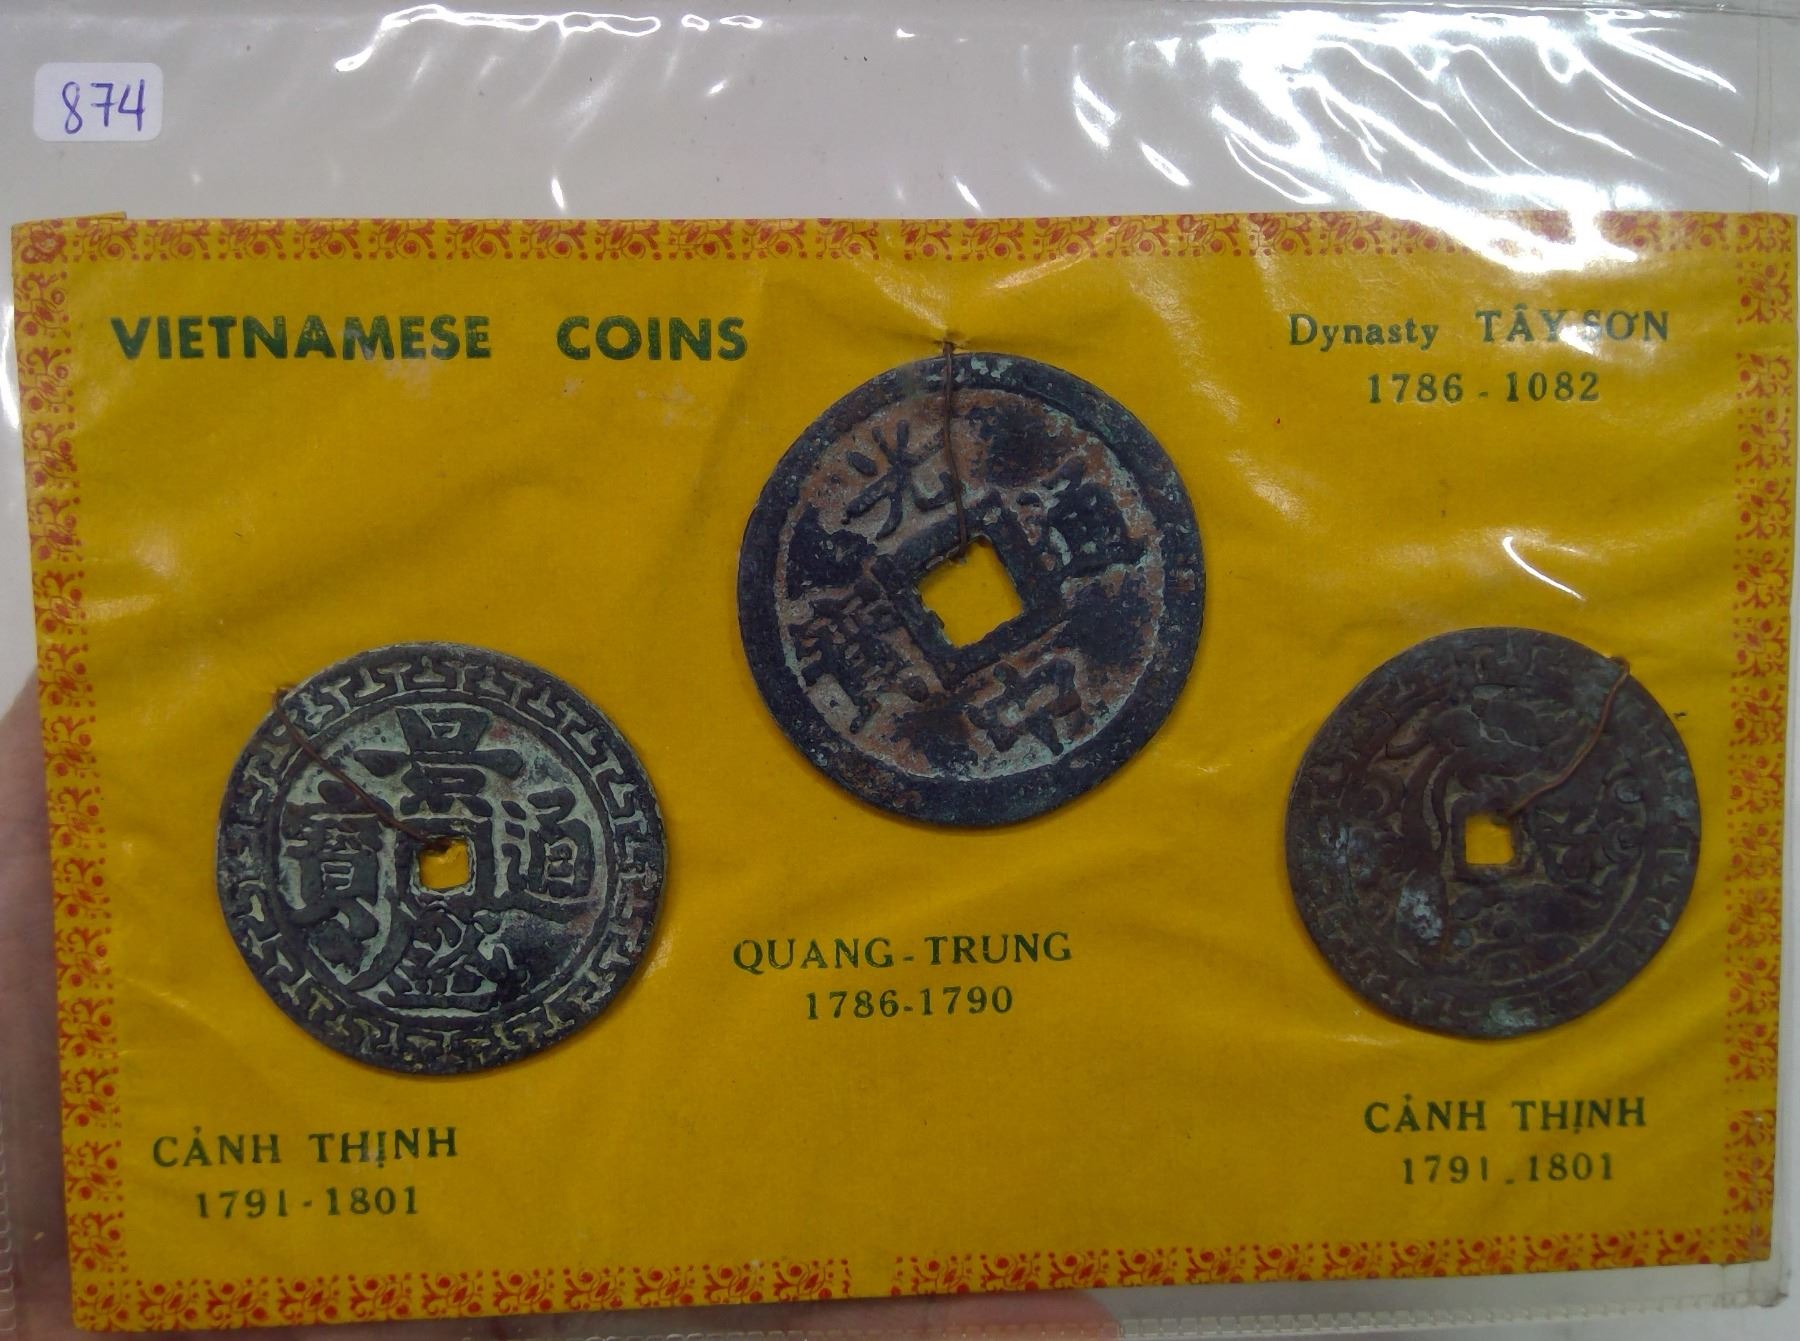 874
VIETNAMESE COINS
Dynasty TÂY SƠN
1786 - 1082
光中通寶
景盛通寶
QUANG - TRUNG
1786-1790
CẢNH THỊNH
1791 - 1801
CẢNH THỊNH
1791 - 1801